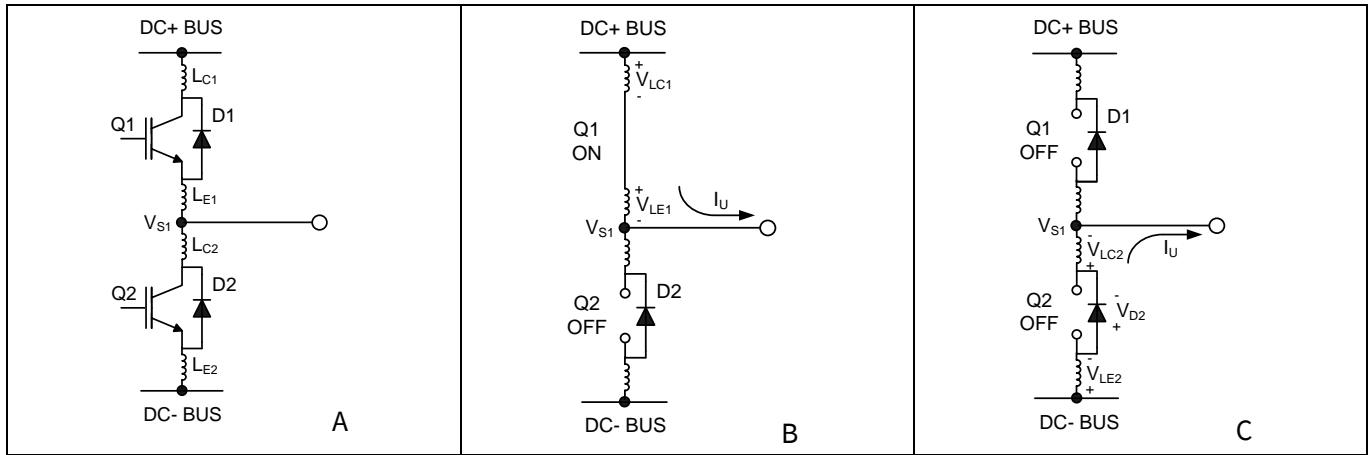 DC+ BUS
LC1
Q1
D1
LE1
VS1
LC2
Q2
D2
LE2
DC- BUS
A
DC+ BUS
+
VLC1
-
Q1
ON
+
VLE1
-
IU
VS1
Q2
OFF
D2
DC- BUS
B
DC+ BUS
Q1
OFF
D1
VS1
-
VLC2
+
IU
Q2
OFF
-
VD2
+
-
VLE2
+
DC- BUS
C